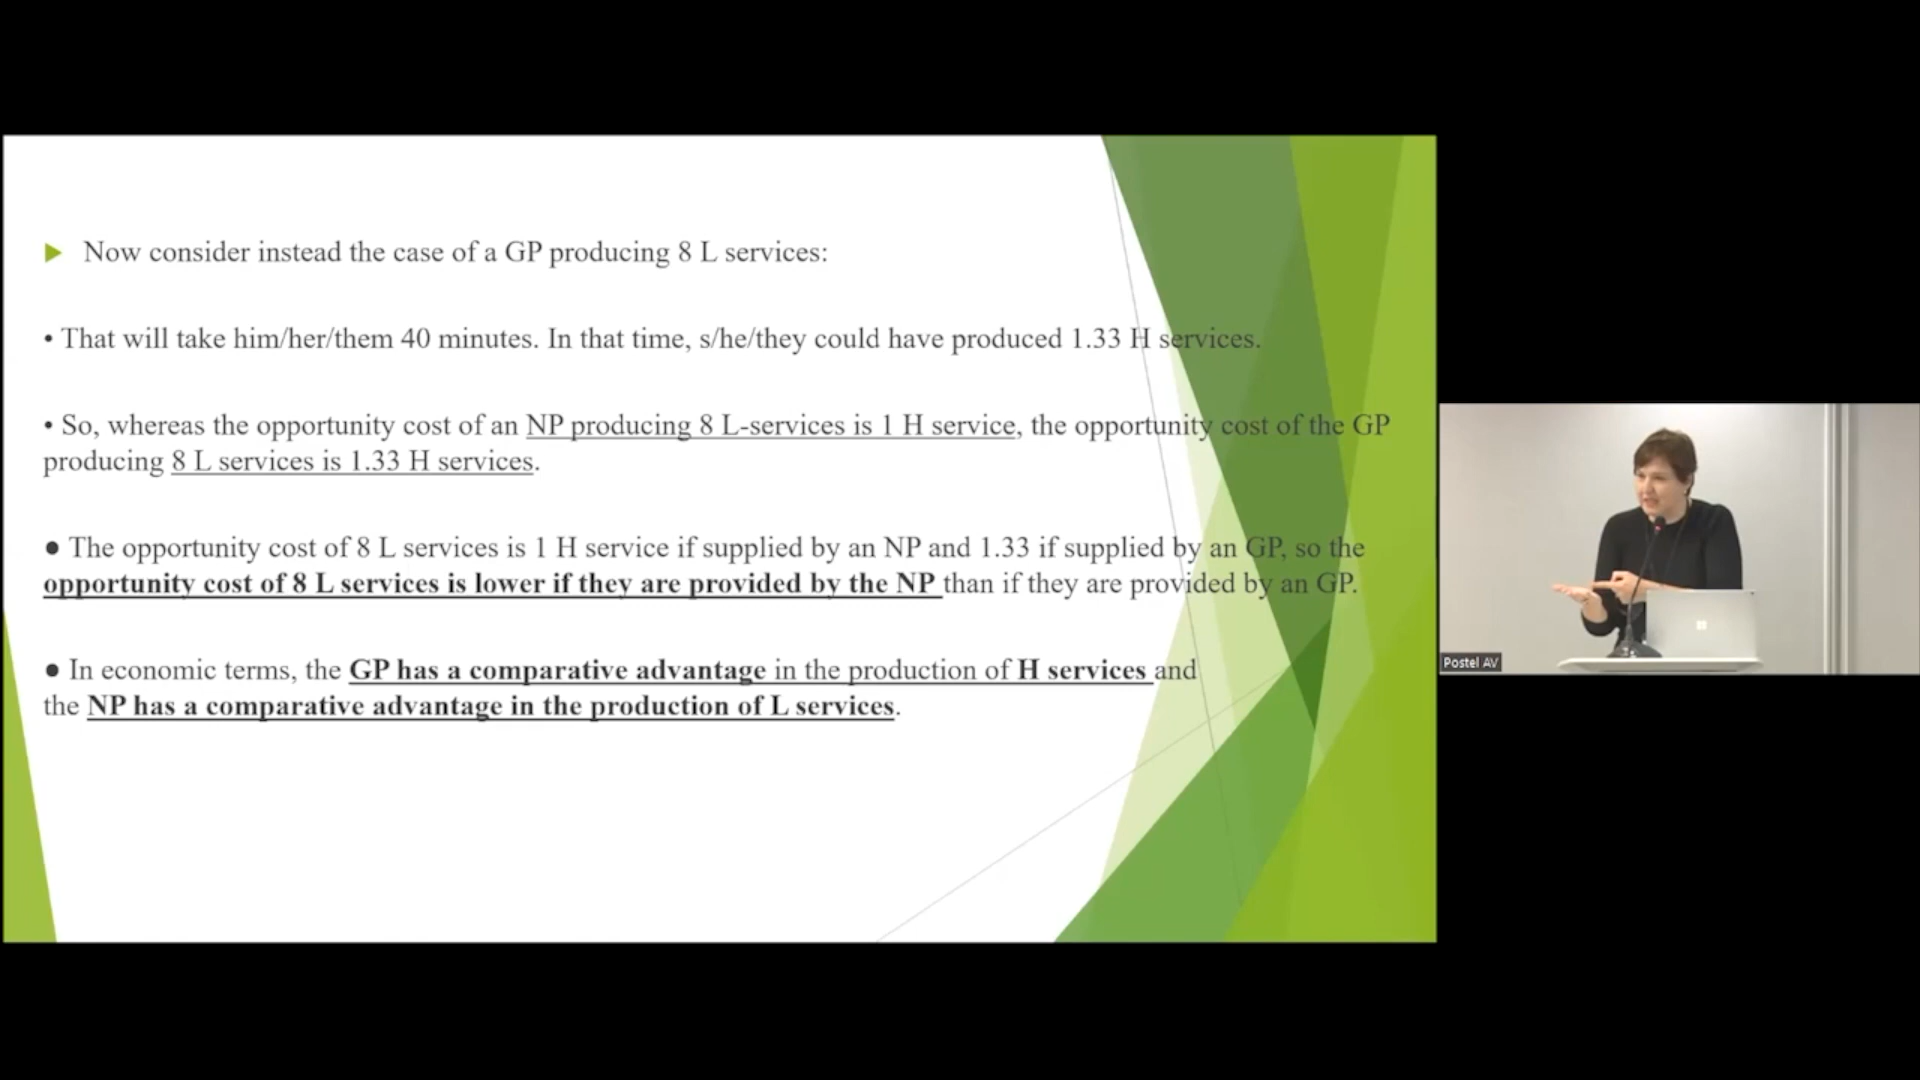 Now consider instead the case of a GP producing 8 L services:
• That will take him/her/them 40 minutes. In that time, s/he/they could have produced 1.33 H services.
• So, whereas the opportunity cost of an NP producing 8 L-services is 1 H service, the opportunity cost of the GP
producing 8 L services is 1.33 H services.
● The opportunity cost of 8 L services is 1 H service if supplied by an NP and 1.33 if supplied by an GP, so the
opportunity cost of 8 L services is lower if they are provided by the NP than if they are provided by an GP.
● In economic terms, the GP has a comparative advantage in the production of H services and
the NP has a comparative advantage in the production of L services.
Postel AV